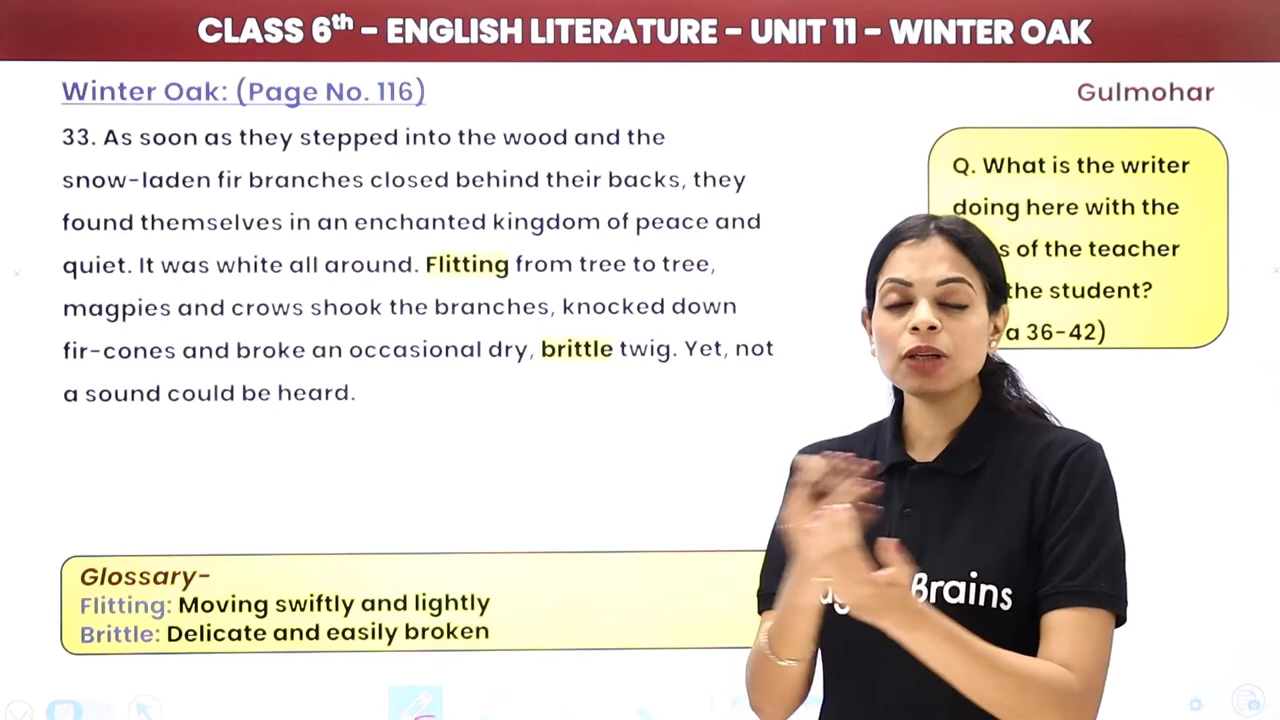 CLASS 6th – ENGLISH LITERATURE – UNIT 11 – WINTER OAK
Winter Oak: (Page No. 116)
Gulmohar
33. As soon as they stepped into the wood and the
snow-laden fir branches closed behind their backs, they
found themselves in an enchanted kingdom of peace and
quiet. It was white all around. Flitting from tree to tree,
magpies and crows shook the branches, knocked down
fir-cones and broke an occasional dry, brittle twig. Yet, not
a sound could be heard.
Q. What is the writer
doing here with the
of the teacher
the student?
36-42)
Glossary-
Flitting: Moving swiftly and lightly
Brittle: Delicate and easily broken
Brains